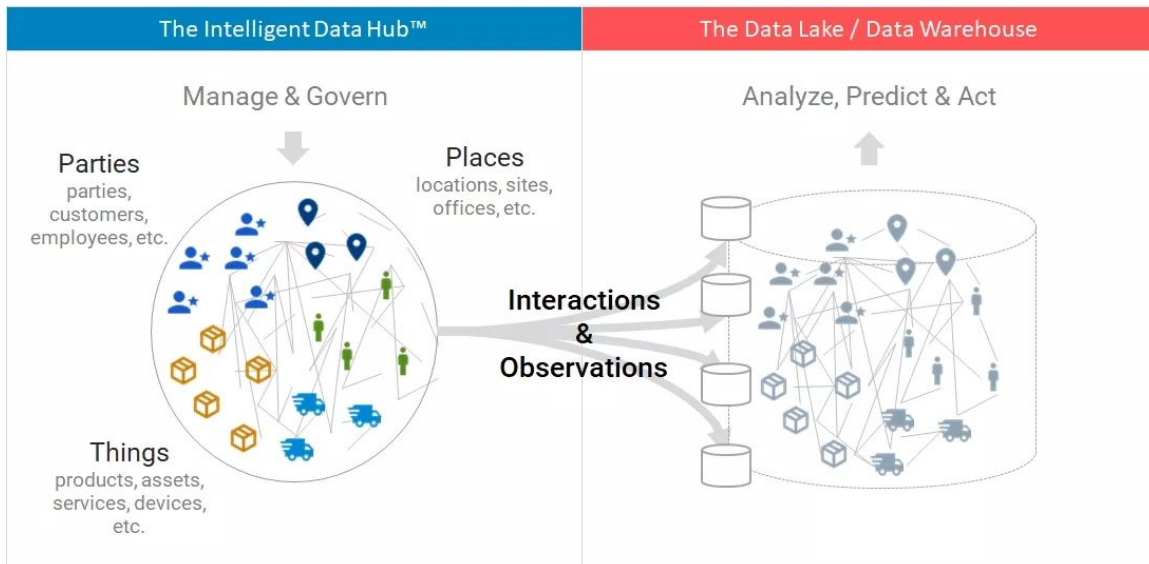 The Intelligent Data Hub™
The Data Lake / Data Warehouse
Manage & Govern
Analyze, Predict & Act
Parties
parties,
customers,
employees, etc.
Places
locations, sites,
offices, etc.
Interactions
&
Observations
Things
products, assets,
services, devices,
etc.